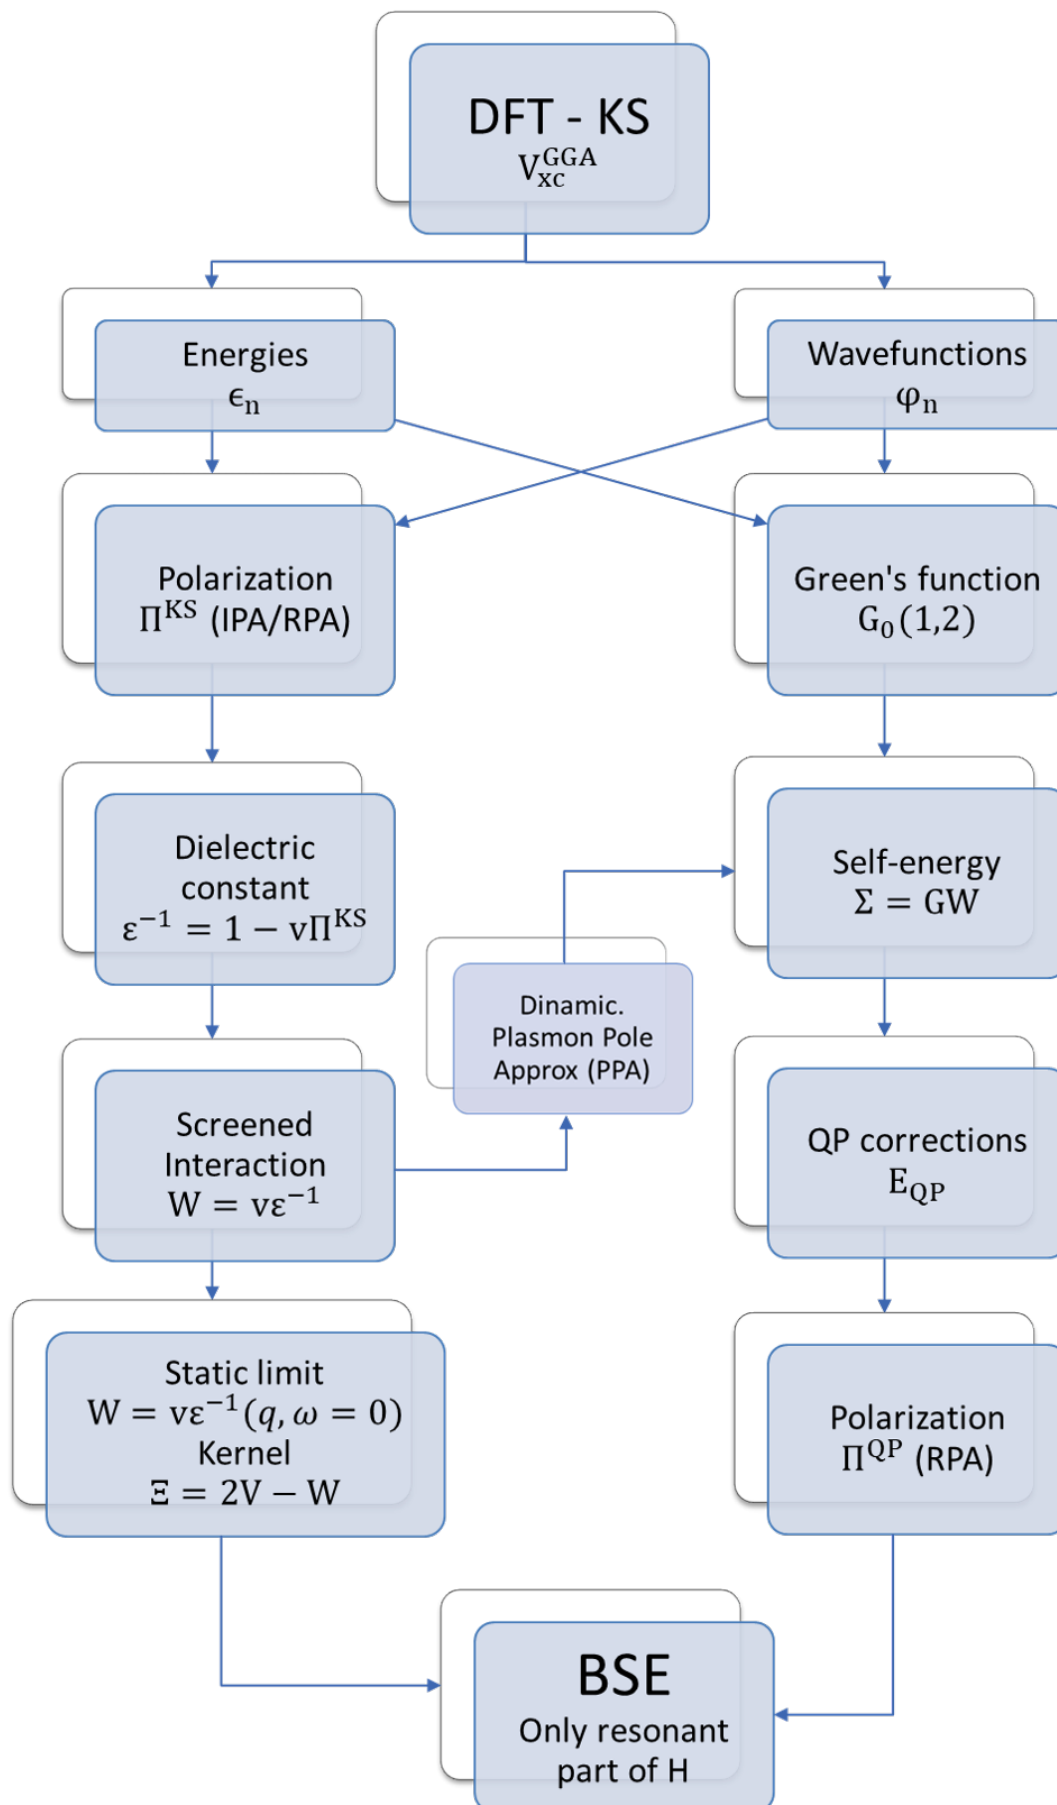 DFT - KS
V_xc^GGA
Energies
ϵ_n
Wavefunctions
φ_n
Polarization
Π^KS (IPA/RPA)
Green's function
G_0(1,2)
Dielectric
constant
ε^−1 = 1 − vΠ^KS
Self-energy
Σ = GW
Dinamic.
Plasmon Pole
Approx (PPA)
Screened
Interaction
W = vε^−1
QP corrections
E_QP
Static limit
W = vε^−1(q, ω = 0)
Kernel
Ξ = 2V − W
Polarization
Π^QP (RPA)
BSE
Only resonant
part of H